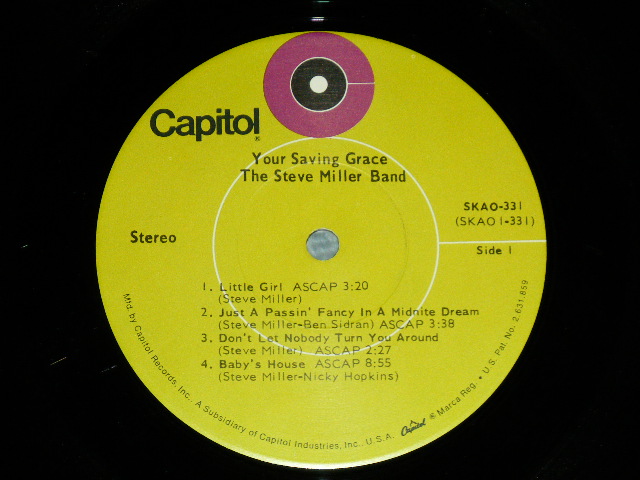 Capitol®
Your Saving Grace
The Steve Miller Band
SKAO-331
(SKAO 1-331)
Stereo
Side 1
1. Little Girl ASCAP 3:20
(Steve Miller)
2. Just A Passin' Fancy In A Midnite Dream
(Steve Miller-Ben Sidran) ASCAP 3:38
3. Don't Let Nobody Turn You Around
(Steve Miller) ASCAP 2:27
4. Baby's House ASCAP 8:55
(Steve Miller-Nicky Hopkins)
Mfd. by Capitol Records, Inc., A Subsidiary of Capitol Industries, Inc., U.S.A. Capitol ® Marca Reg. • U.S. Pat. No. 2,631,859